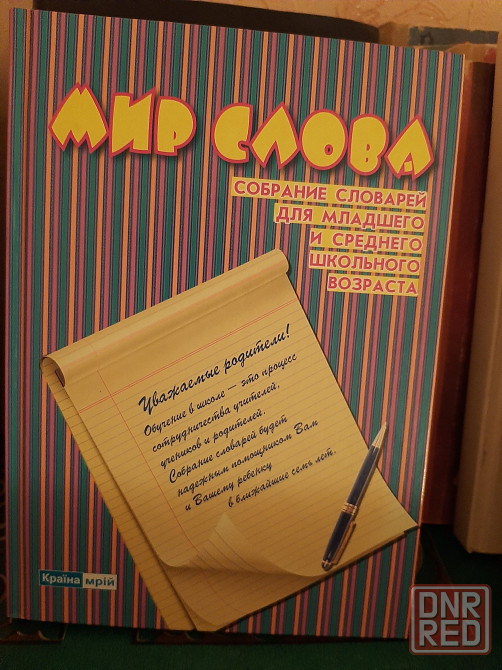 МИР СЛОВА
СОБРАНИЕ СЛОВАРЕЙ
ДЛЯ МЛАДШЕГО
И СРЕДНЕГО
ШКОЛЬНОГО
ВОЗРАСТА
Уважаемые родители!
Обучение в школе — это процесс
сотрудничества учителей,
учеников и родителей.
Собрание словарей будет
надежным помощником Вам
и Вашему ребенку
в ближайшие семь лет.
Країна мрій
DNR
RED